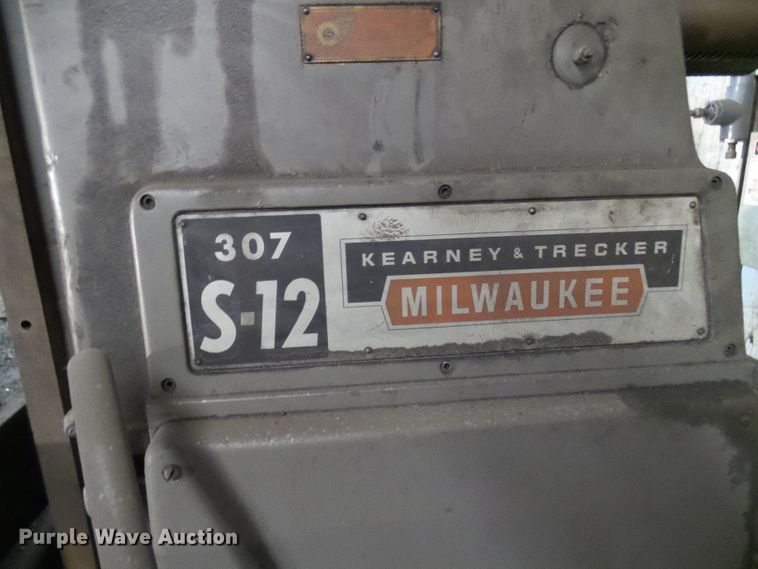 307
S-12
KEARNEY & TRECKER
MILWAUKEE
Purple Wave Auction